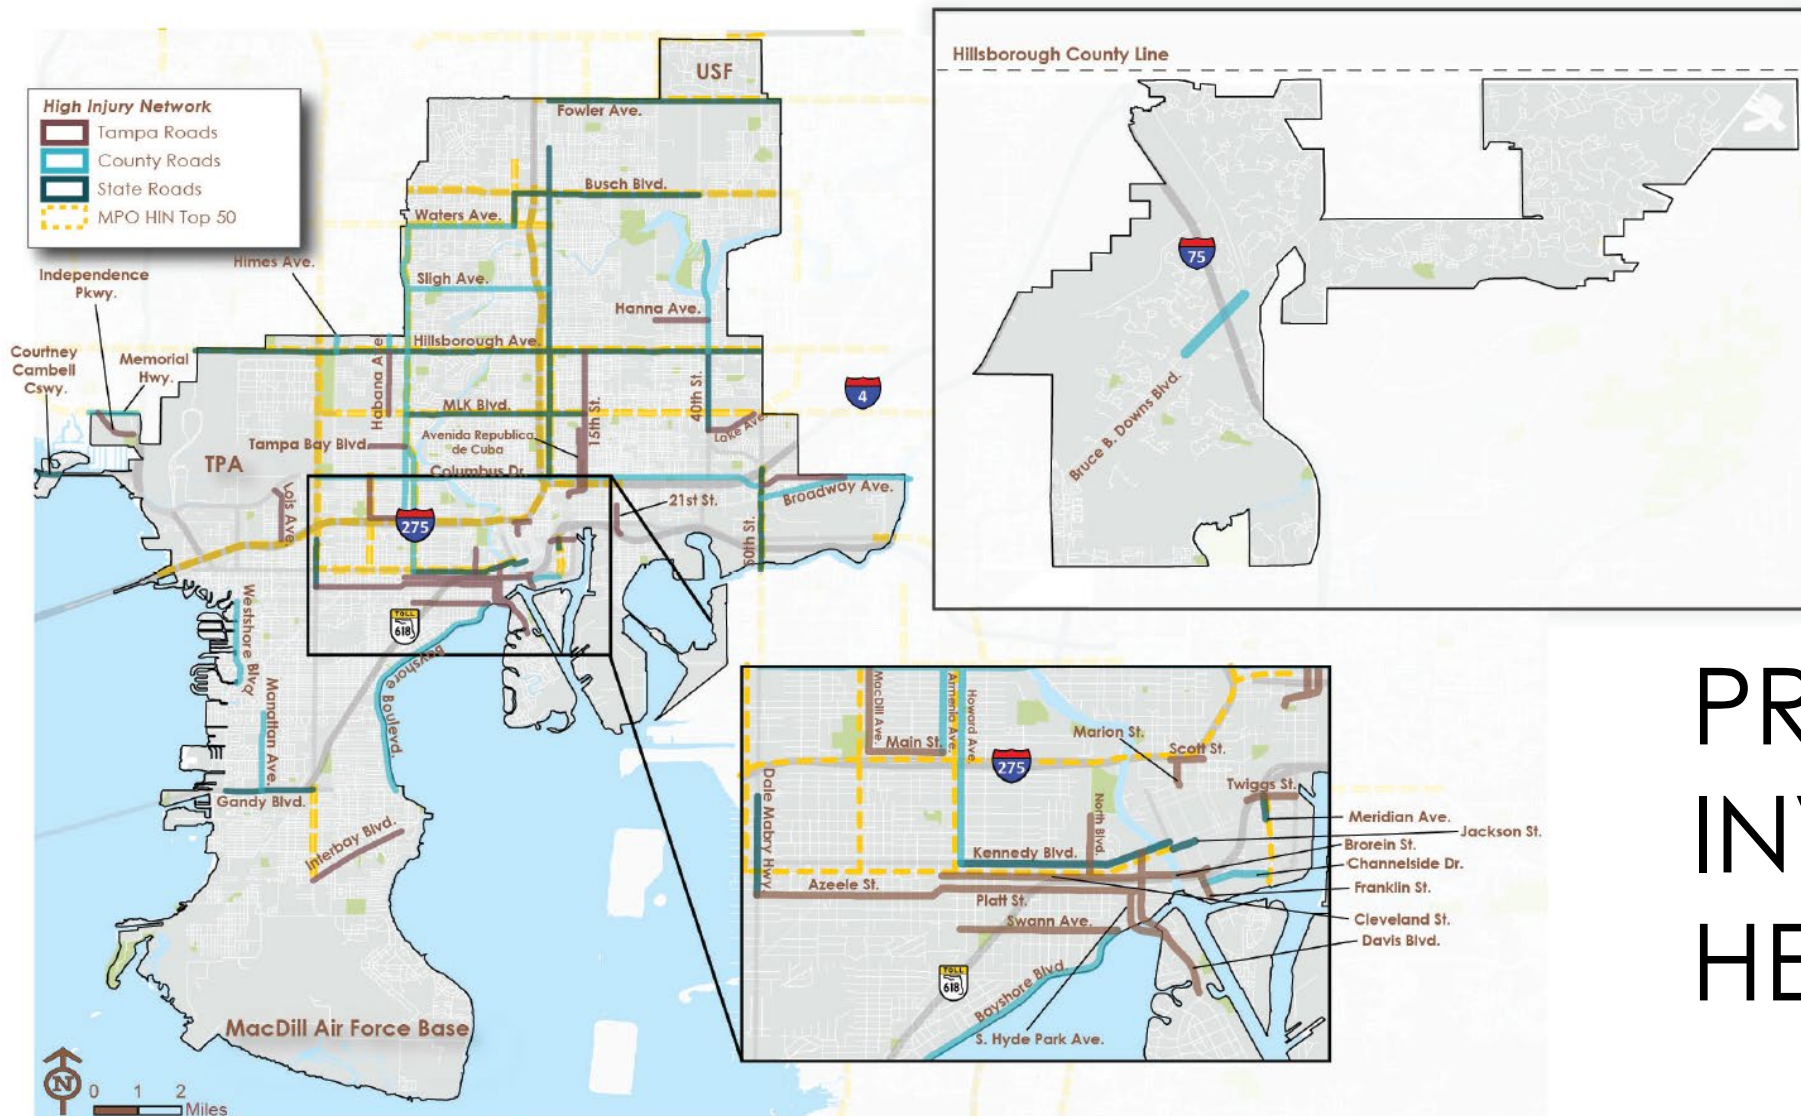 High Injury Network
Tampa Roads
County Roads
State Roads
MPO HIN Top 50
USF
Fowler Ave.
Busch Blvd.
Waters Ave.
Himes Ave.
Independence
Pkwy.
Sligh Ave.
Hanna Ave.
Hillsborough Ave.
Courtney
Cambell
Cswy.
Memorial
Hwy.
Habana Ave
MLK Blvd.
15th St.
40th St.
Lake Ave.
4
Tampa Bay Blvd.
Avenida Republica
de Cuba
TPA
Columbus Dr.
Lois Ave.
275
21st St.
Broadway Ave.
50th St.
Westshore Blvd.
TOLL
618
Bayshore Boulevd.
Manattan Ave.
Gandy Blvd.
Interbay Blvd.
MacDill Air Force Base
N
0 1 2
Miles
Hillsborough County Line
75
Bruce B. Downs Blvd.
MacDill Ave.
Armenia Ave.
Howard Ave.
Main St.
Marion St.
Scott St.
275
Dale Mabry Hwy.
Twiggs St.
North Blvd.
Meridian Ave.
Jackson St.
Kennedy Blvd.
Brorein St.
Channelside Dr.
Azeele St.
Franklin St.
Platt St.
Cleveland St.
Swann Ave.
Davis Blvd.
TOLL
618
Bayshore Blvd.
S. Hyde Park Ave.
PR
IN
HE